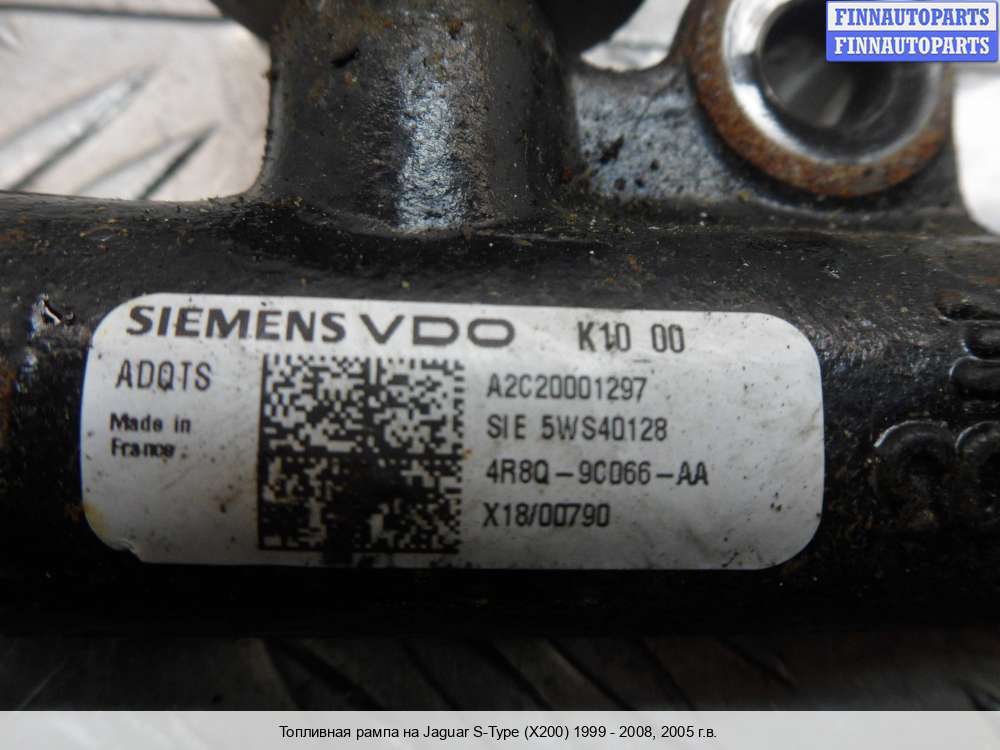 FINNAUTOPARTS
FINNAUTOPARTS
SIEMENS VDO K10 00
ADQTS
A2C20001297
Made in
France
SIE 5WS40128
4R8Q-9C066-AA
X18/00790
Топливная рампа на Jaguar S-Type (X200) 1999 - 2008, 2005 г.в.